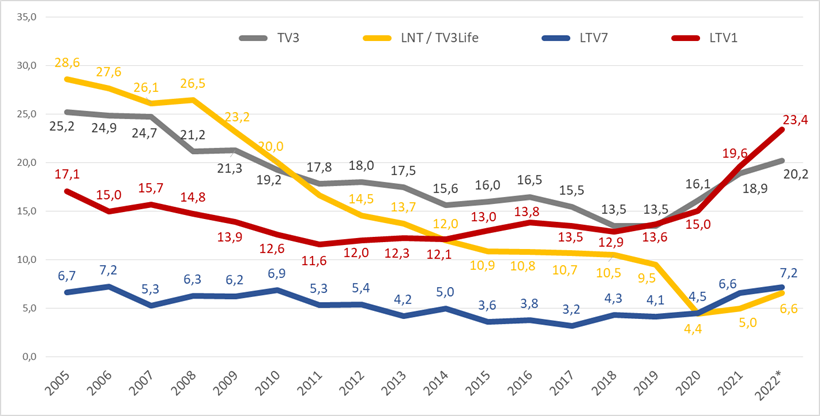 35,0
TV3 LNT / TV3Life LTV7 LTV1
30,0
25,0
20,0
15,0
10,0
5,0
0,0
28,6 27,6 26,1 26,5 23,2 20,0 14,5 13,7 12,0 10,9 10,8 10,7 10,5 9,5 4,4 5,0 6,6
25,2 24,9 24,7 21,2 21,3 19,2 17,8 18,0 17,5 15,6 16,0 16,5 15,5 13,5 13,5 16,1 18,9 20,2
17,1 15,0 15,7 14,8 13,9 12,6 11,6 12,0 12,3 12,1 13,0 13,8 13,5 12,9 13,6 15,0 19,6 23,4
6,7 7,2 5,3 6,3 6,2 6,9 5,3 5,4 4,2 5,0 3,6 3,8 3,2 4,3 4,1 4,5 6,6 7,2
2005 2006 2007 2008 2009 2010 2011 2012 2013 2014 2015 2016 2017 2018 2019 2020 2021 2022*